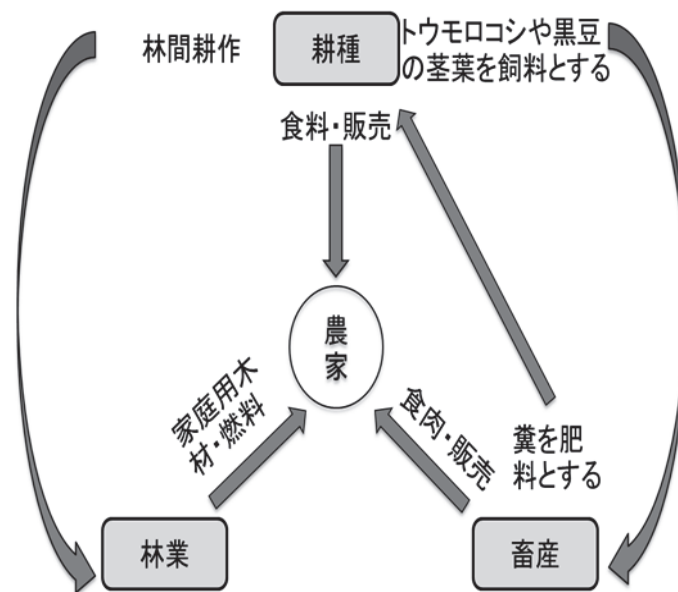 林間耕作
耕種
トウモロコシや黒豆
の茎葉を飼料とする
食料・販売
農
家
家庭用木
材・燃料
食肉・販売
糞を肥
料とする
林業
畜産